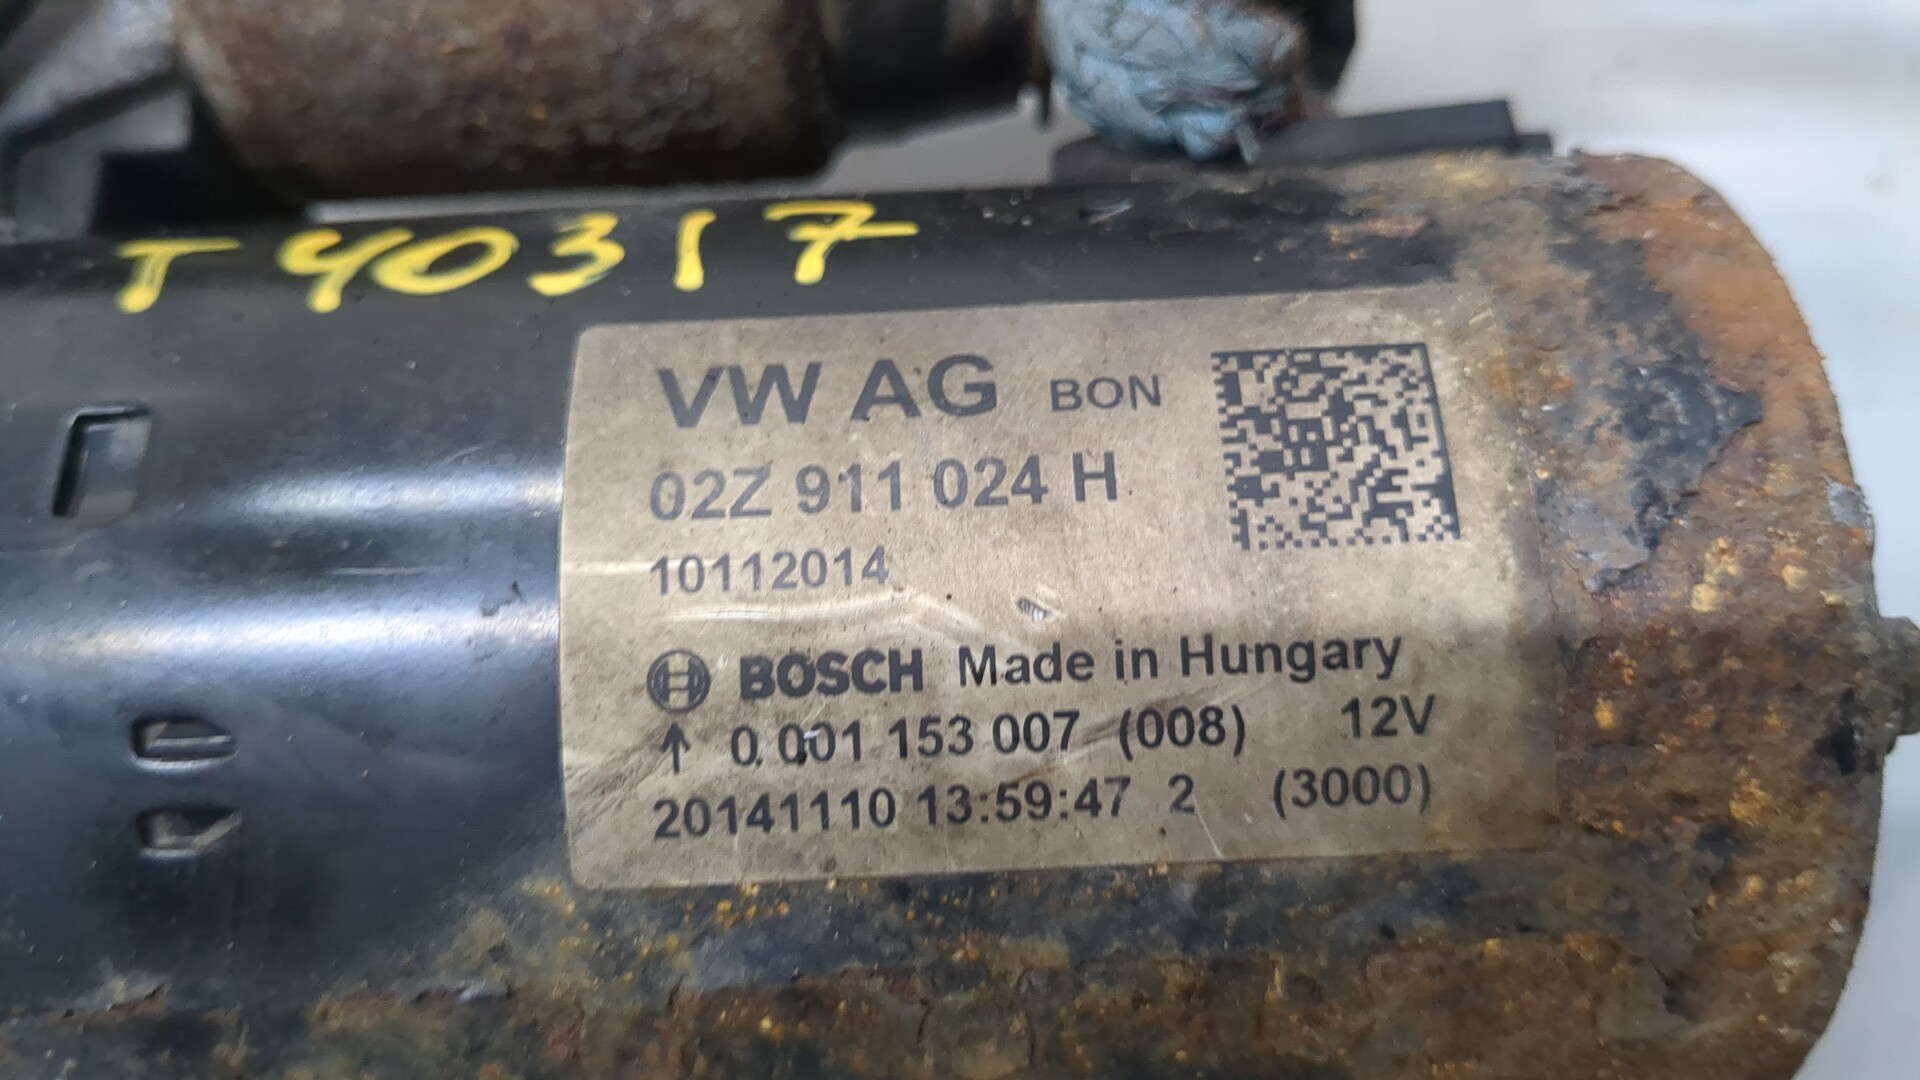 T40317
VW AG BON
02Z 911 024 H
10112014
BOSCH Made in Hungary
↑ 0 001 153 007 (008) 12V
20141110 13:59:47 2 (3000)